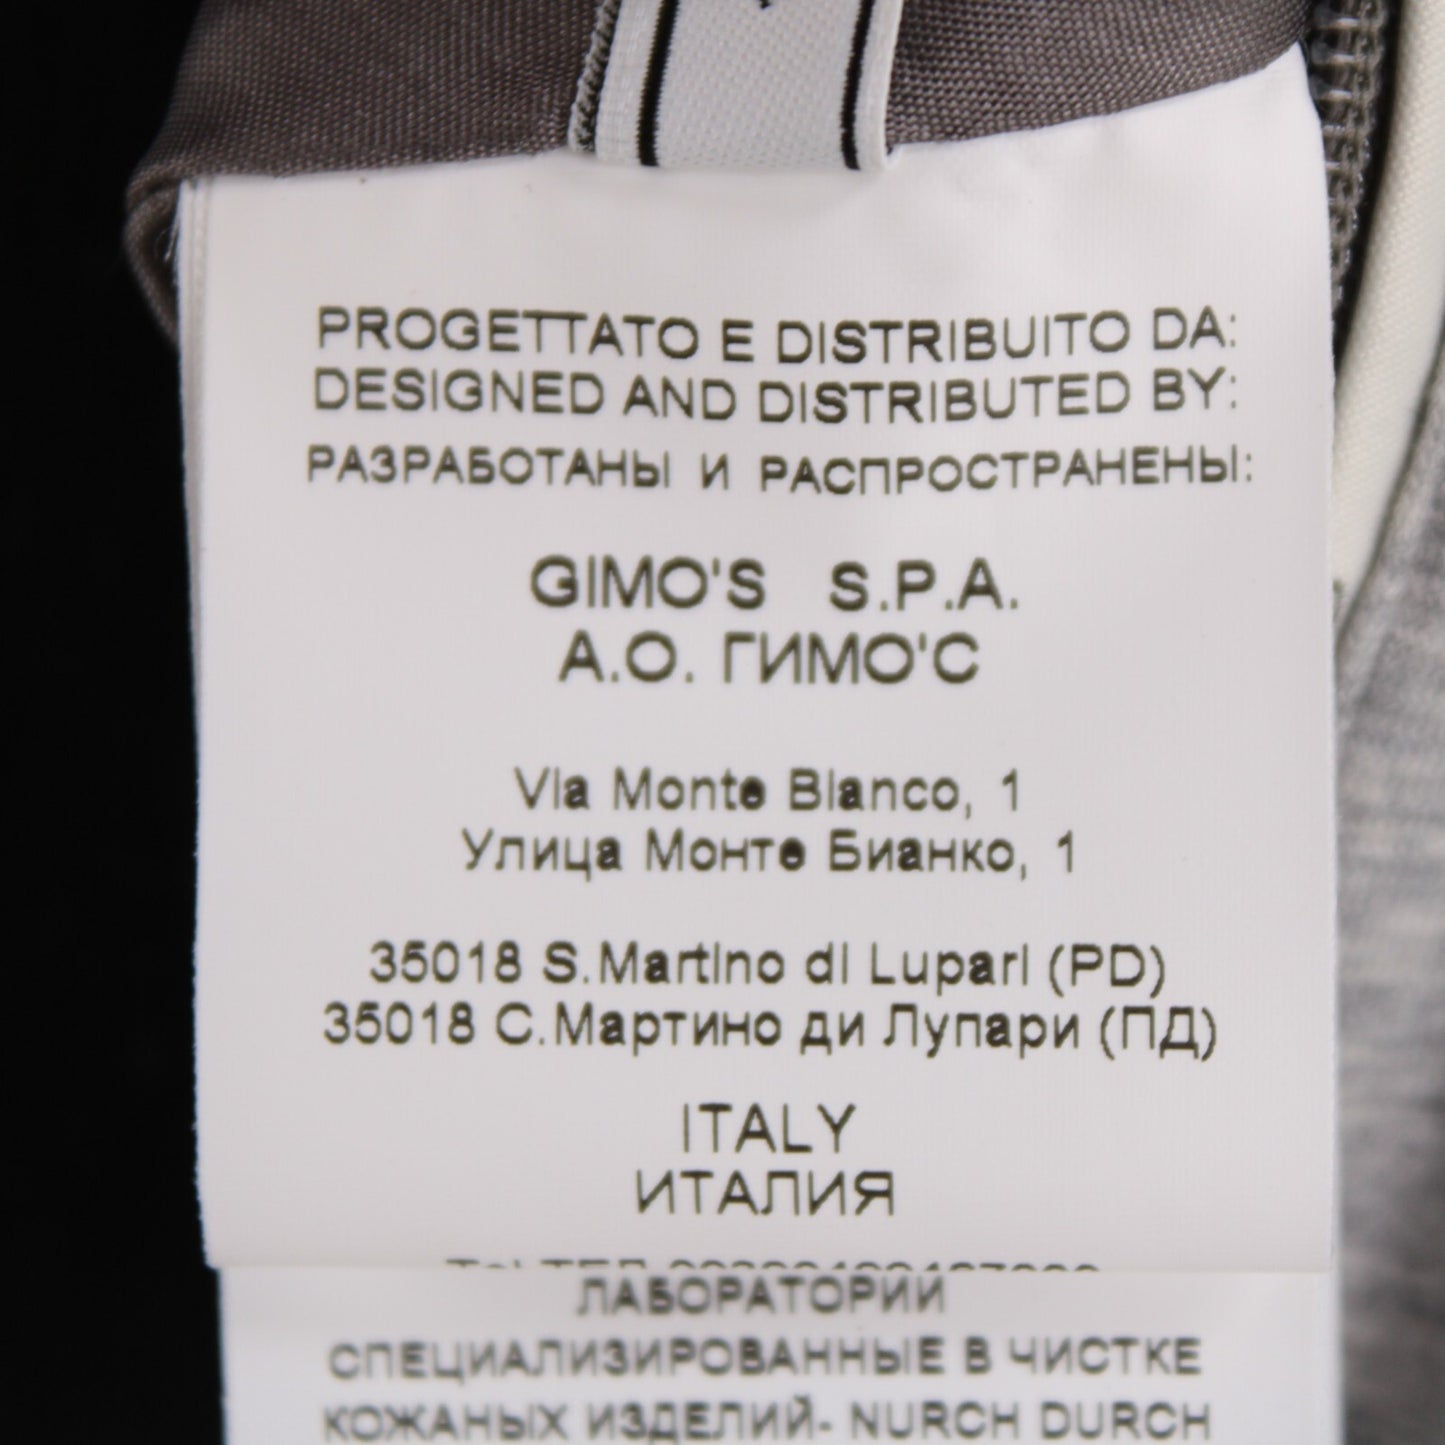 PROGETTATO E DISTRIBUITO DA:
DESIGNED AND DISTRIBUTED BY:
РАЗРАБОТАНЫ И РАСПРОСТРАНЕНЫ:
GIMO'S S.P.A.
А.О. ГИМО'С
Via Monte Bianco, 1
Улица Монте Бианко, 1
35018 S.Martino di Lupari (PD)
35018 С.Мартино ди Лупари (ПД)
ITALY
ИТАЛИЯ
Tel ТЕЛ
ЛАБОРАТОРИИ
СПЕЦИАЛИЗИРОВАННЫЕ В ЧИСТКЕ
КОЖАНЫХ ИЗДЕЛИЙ- NURCH DURCH